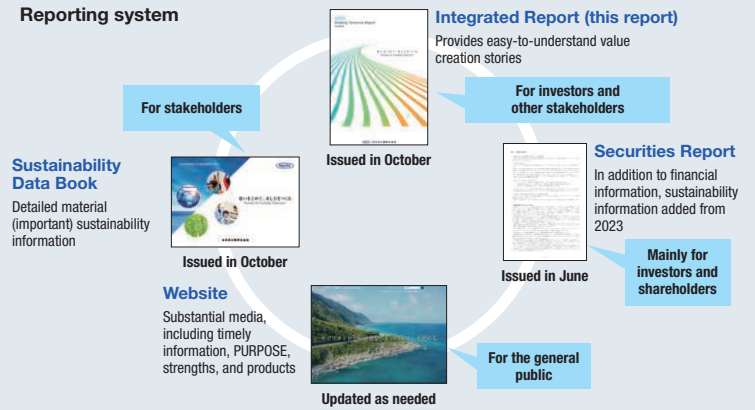 Reporting system
Integrated Report (this report)
Provides easy-to-understand value
creation stories
For investors and
other stakeholders
Issued in October
For stakeholders
Sustainability
Data Book
Detailed material
(important) sustainability
information
Issued in October
Securities Report
In addition to financial
information, sustainability
information added from
2023
Mainly for
investors and
shareholders
Issued in June
Website
Substantial media,
including timely
information, PURPOSE,
strengths, and products
For the general
public
Updated as needed